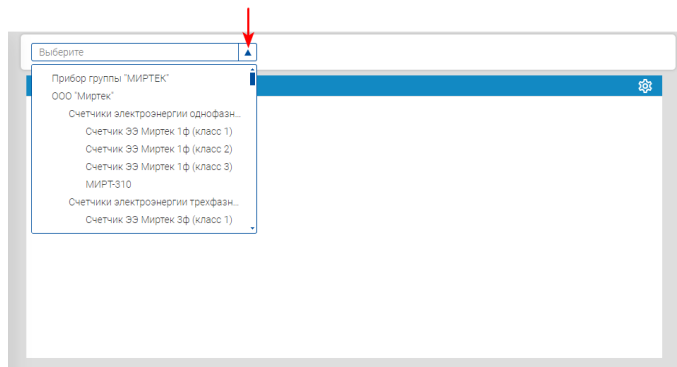 Выберите
Прибор группы "МИРТЕК"
ООО "Миртек"
Счетчики электроэнергии однофазн...
Счетчик ЭЭ Миртек 1ф (класс 1)
Счетчик ЭЭ Миртек 1ф (класс 2)
Счетчик ЭЭ Миртек 1ф (класс 3)
МИРТ-310
Счетчики электроэнергии трехфазн...
Счетчик ЭЭ Миртек 3ф (класс 1)